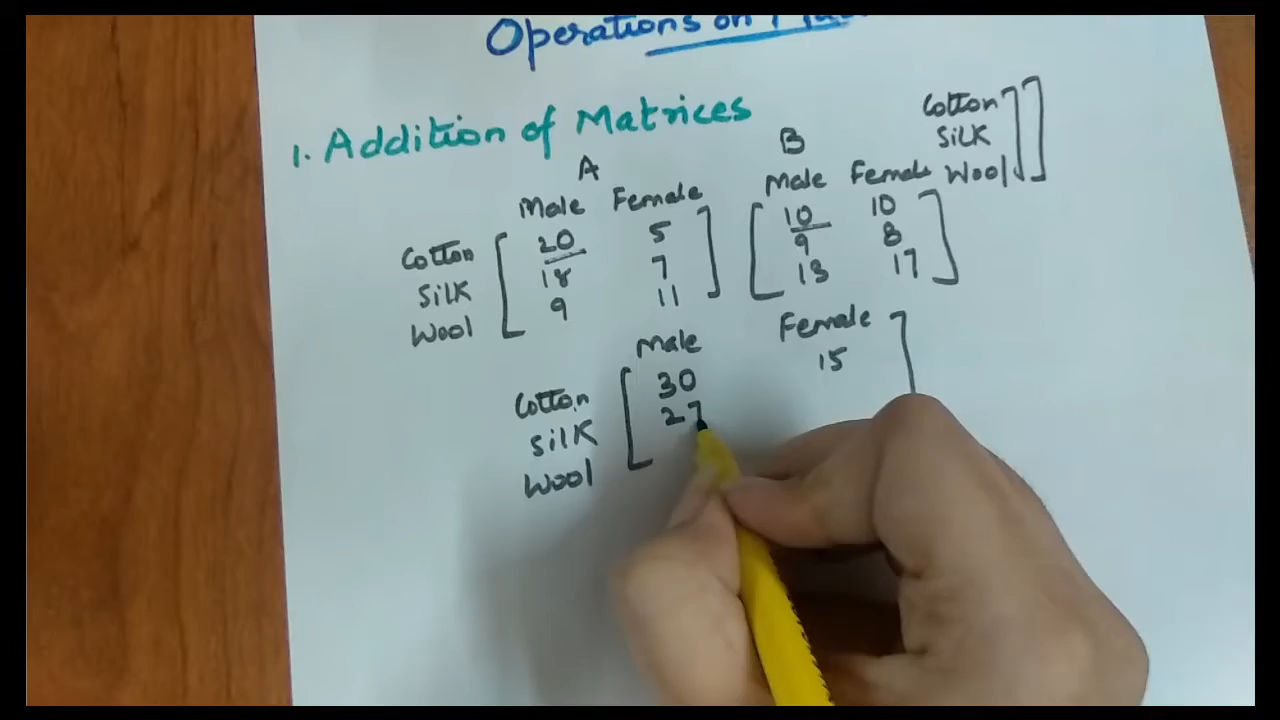 Operations on
1. Addition of Matrices
A
B
Cotton
SILK
Wool
Male Female
Male Female
Cotton 20 5
SILK 18 7
Wool 9 11
10 10
9 8
13 17
Male Female
Cotton 30 15
SILK 27
Wool